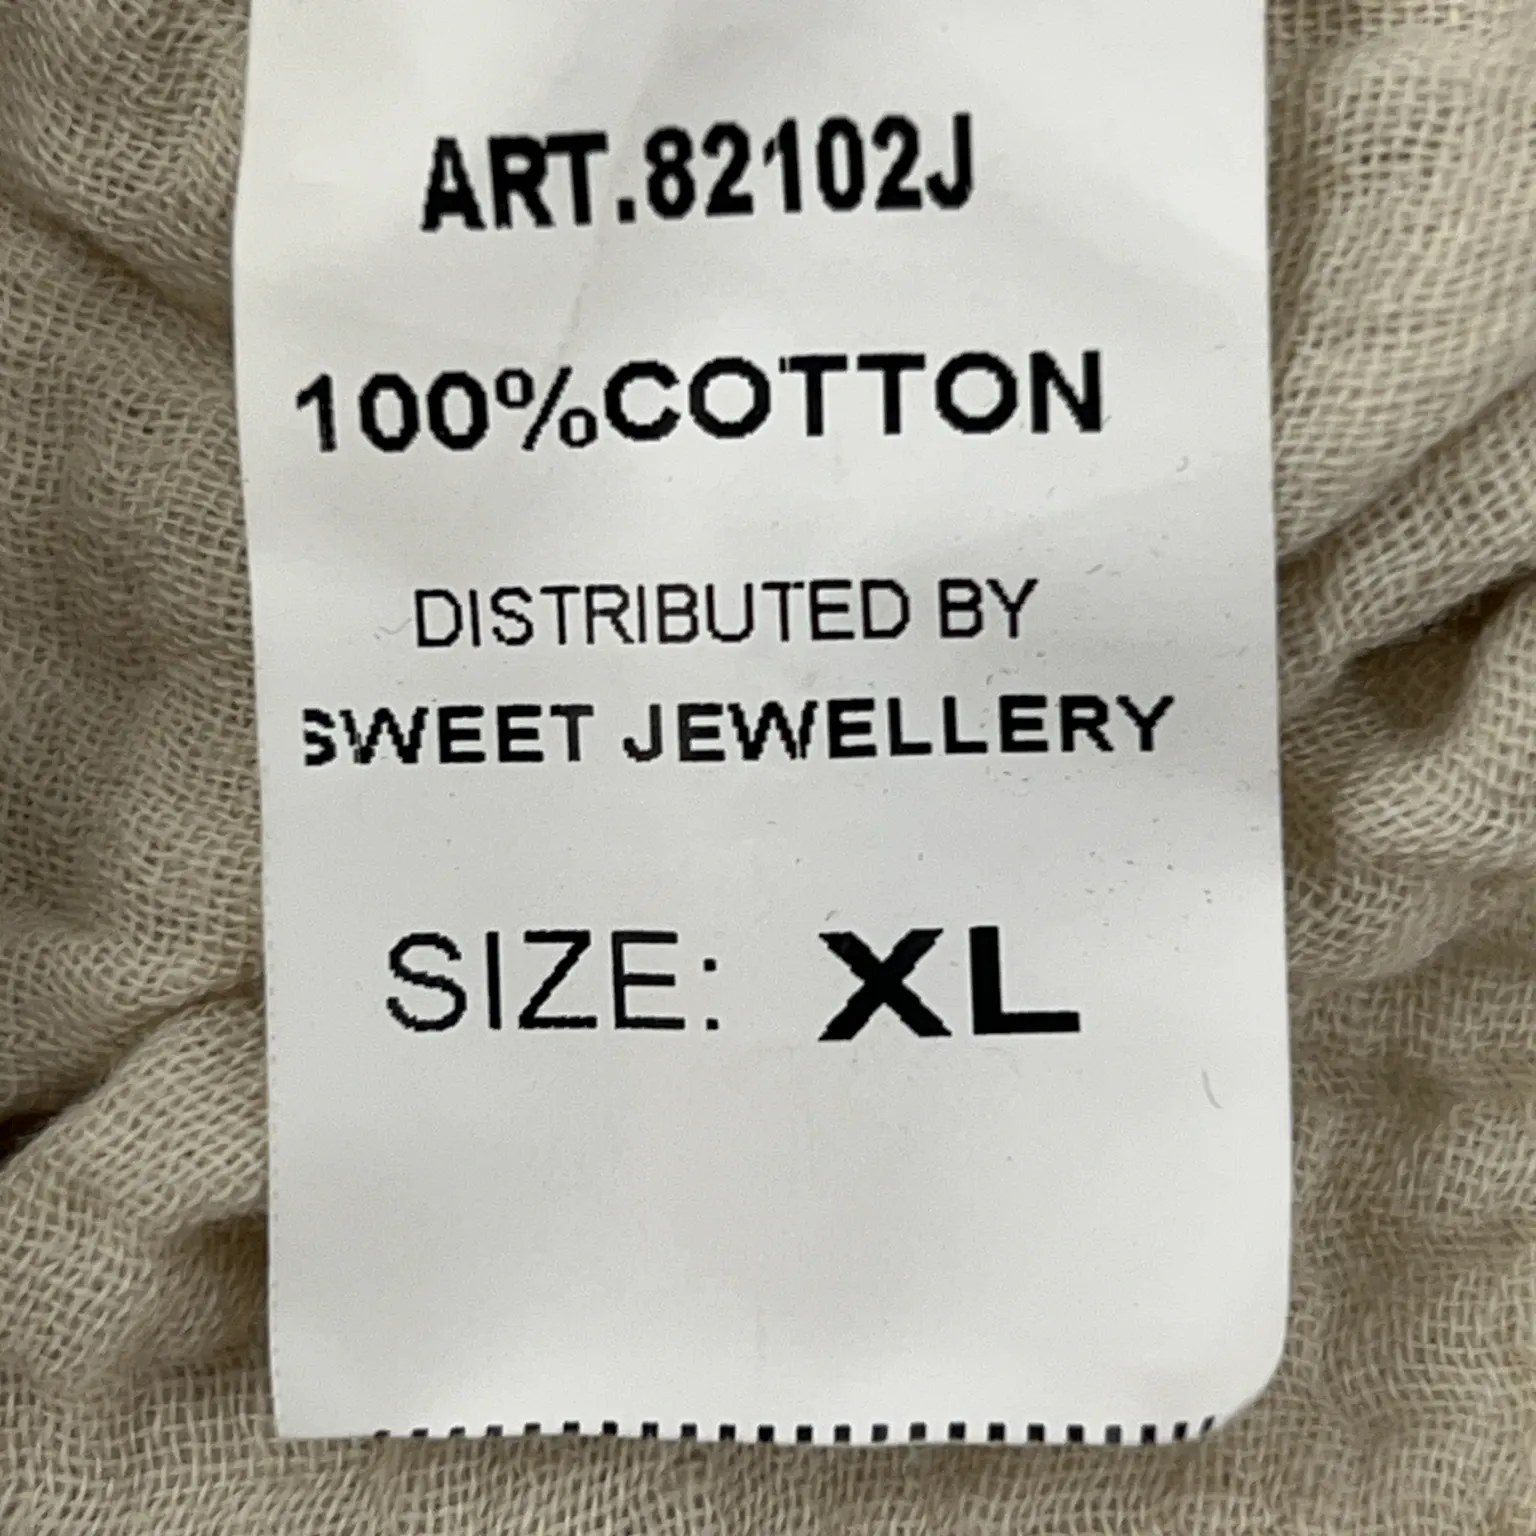 ART.82102J
100%COTTON
DISTRIBUTED BY
SWEET JEWELLERY
SIZE: XL